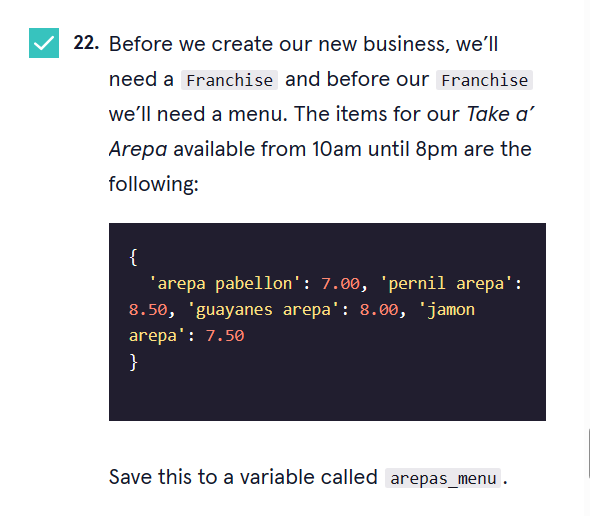 22. Before we create our new business, we’ll
need a Franchise and before our Franchise
we’ll need a menu. The items for our Take a’
Arepa available from 10am until 8pm are the
following:
{
  'arepa pabellon': 7.00, 'pernil arepa':
8.50, 'guayanes arepa': 8.00, 'jamon
arepa': 7.50
}
Save this to a variable called arepas_menu.